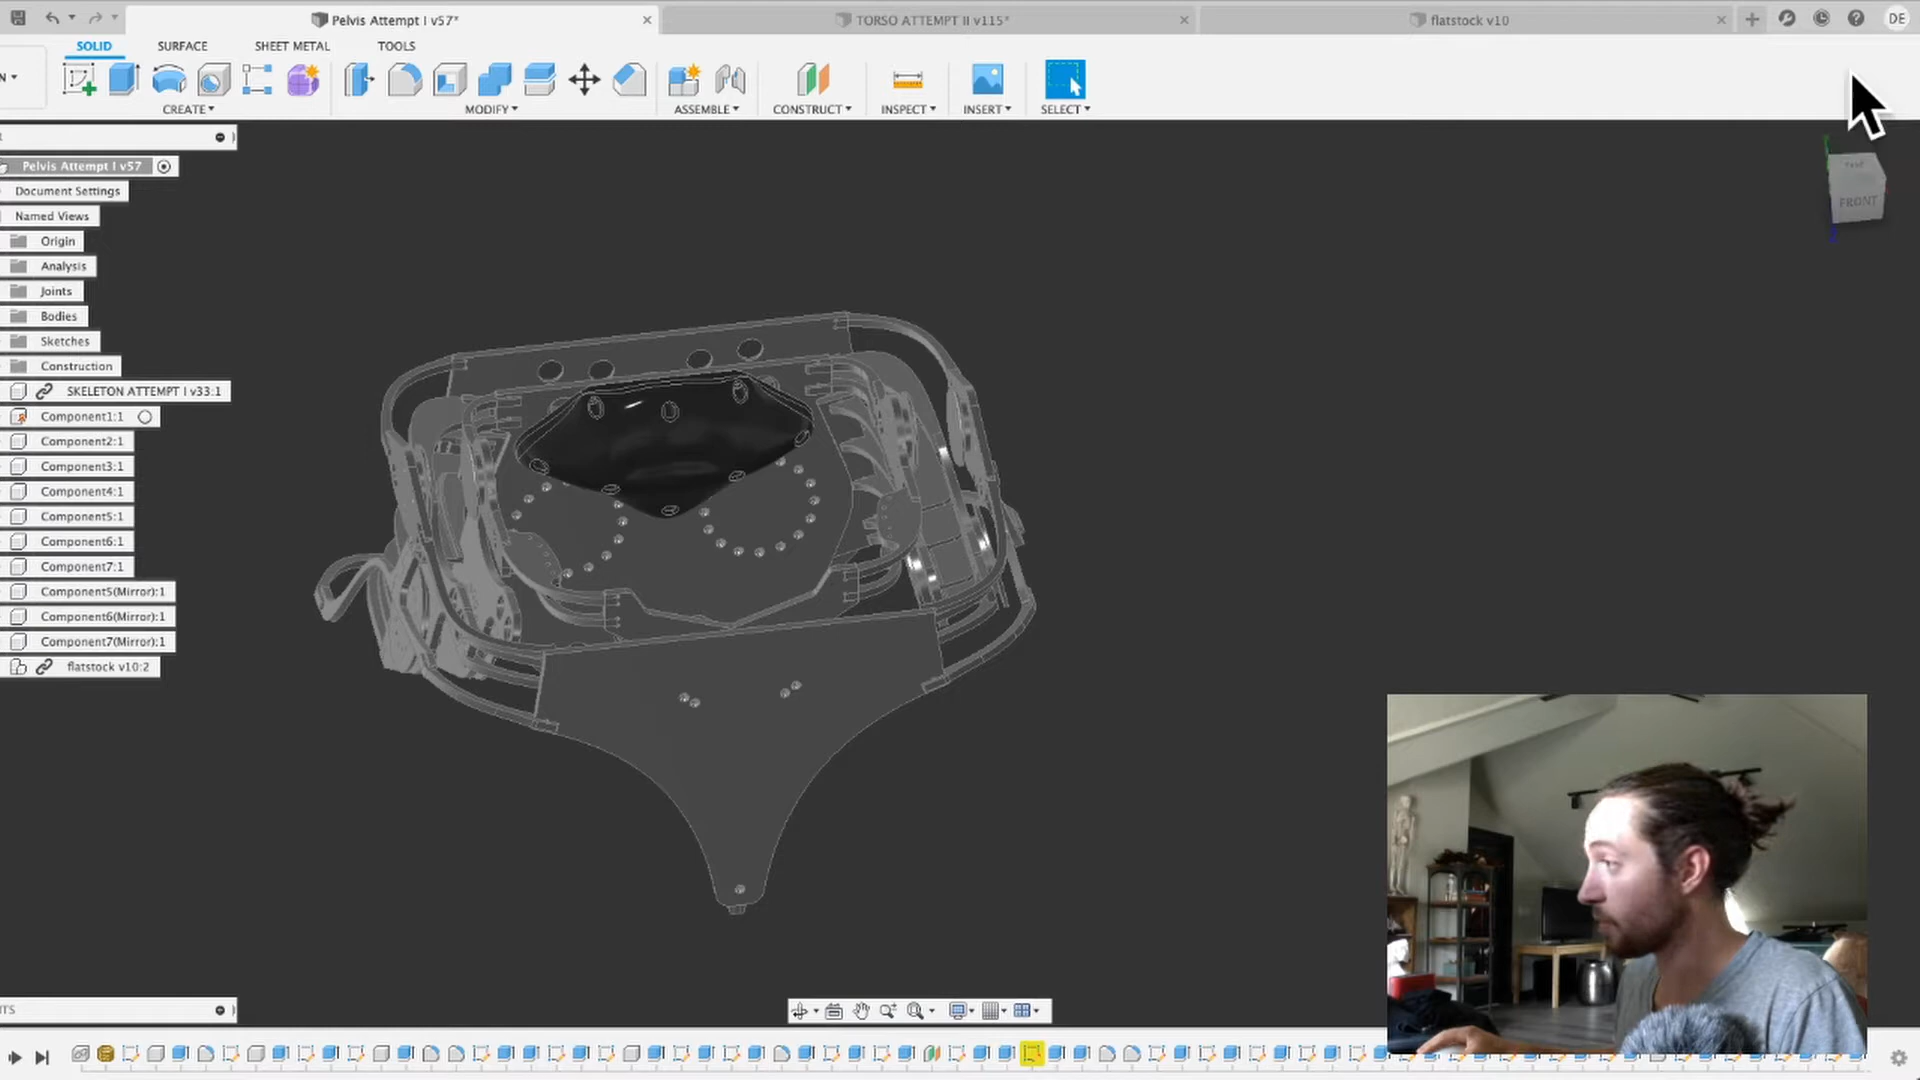 Pelvis Attempt I v57*
TORSO ATTEMPT II v115*
flatstock v10
DE
SOLID
SURFACE
SHEET METAL
TOOLS
N
CREATE
MODIFY
ASSEMBLE
CONSTRUCT
INSPECT
INSERT
SELECT
Pelvis Attempt I v57
Document Settings
Named Views
Origin
Analysis
Joints
Bodies
Sketches
Construction
SKELETON ATTEMPT I v33:1
Component1:1
Component2:1
Component3:1
Component4:1
Component5:1
Component6:1
Component7:1
Component5(Mirror):1
Component6(Mirror):1
Component7(Mirror):1
flatstock v10:2
FRONT
TS